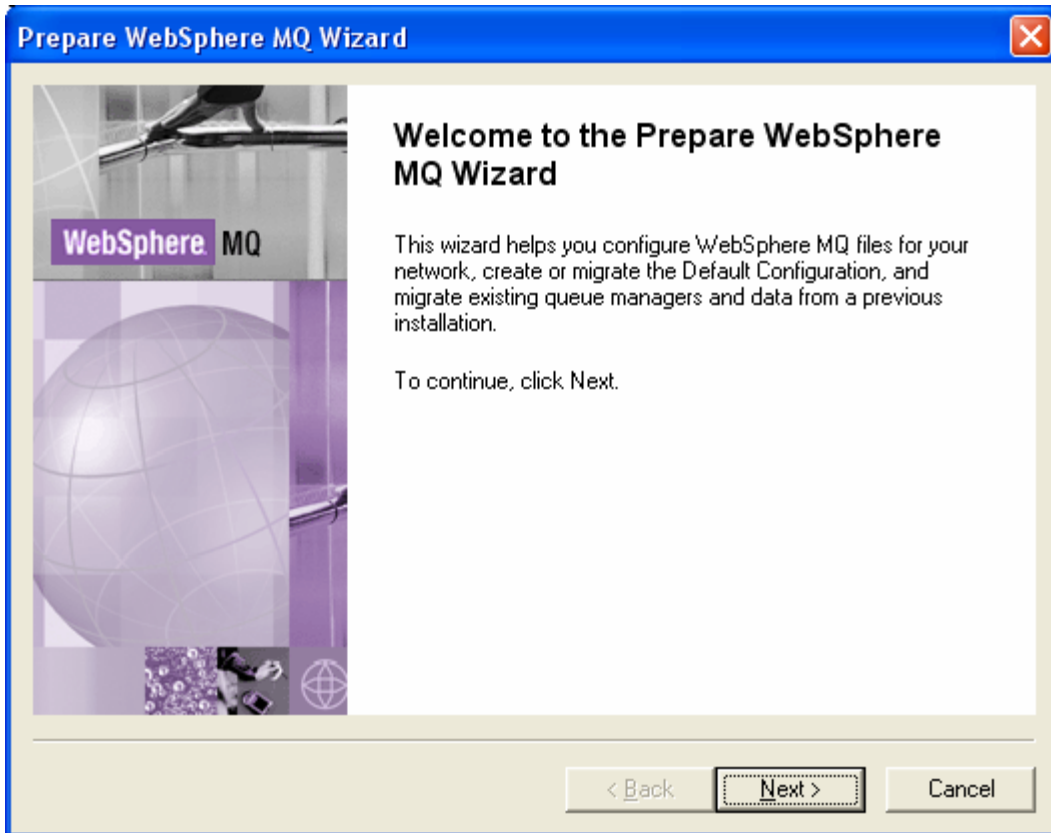 Prepare WebSphere MQ Wizard
WebSphere MQ
Welcome to the Prepare WebSphere
MQ Wizard
This wizard helps you configure WebSphere MQ files for your
network, create or migrate the Default Configuration, and
migrate existing queue managers and data from a previous
installation.
To continue, click Next.
< Back
Next >
Cancel